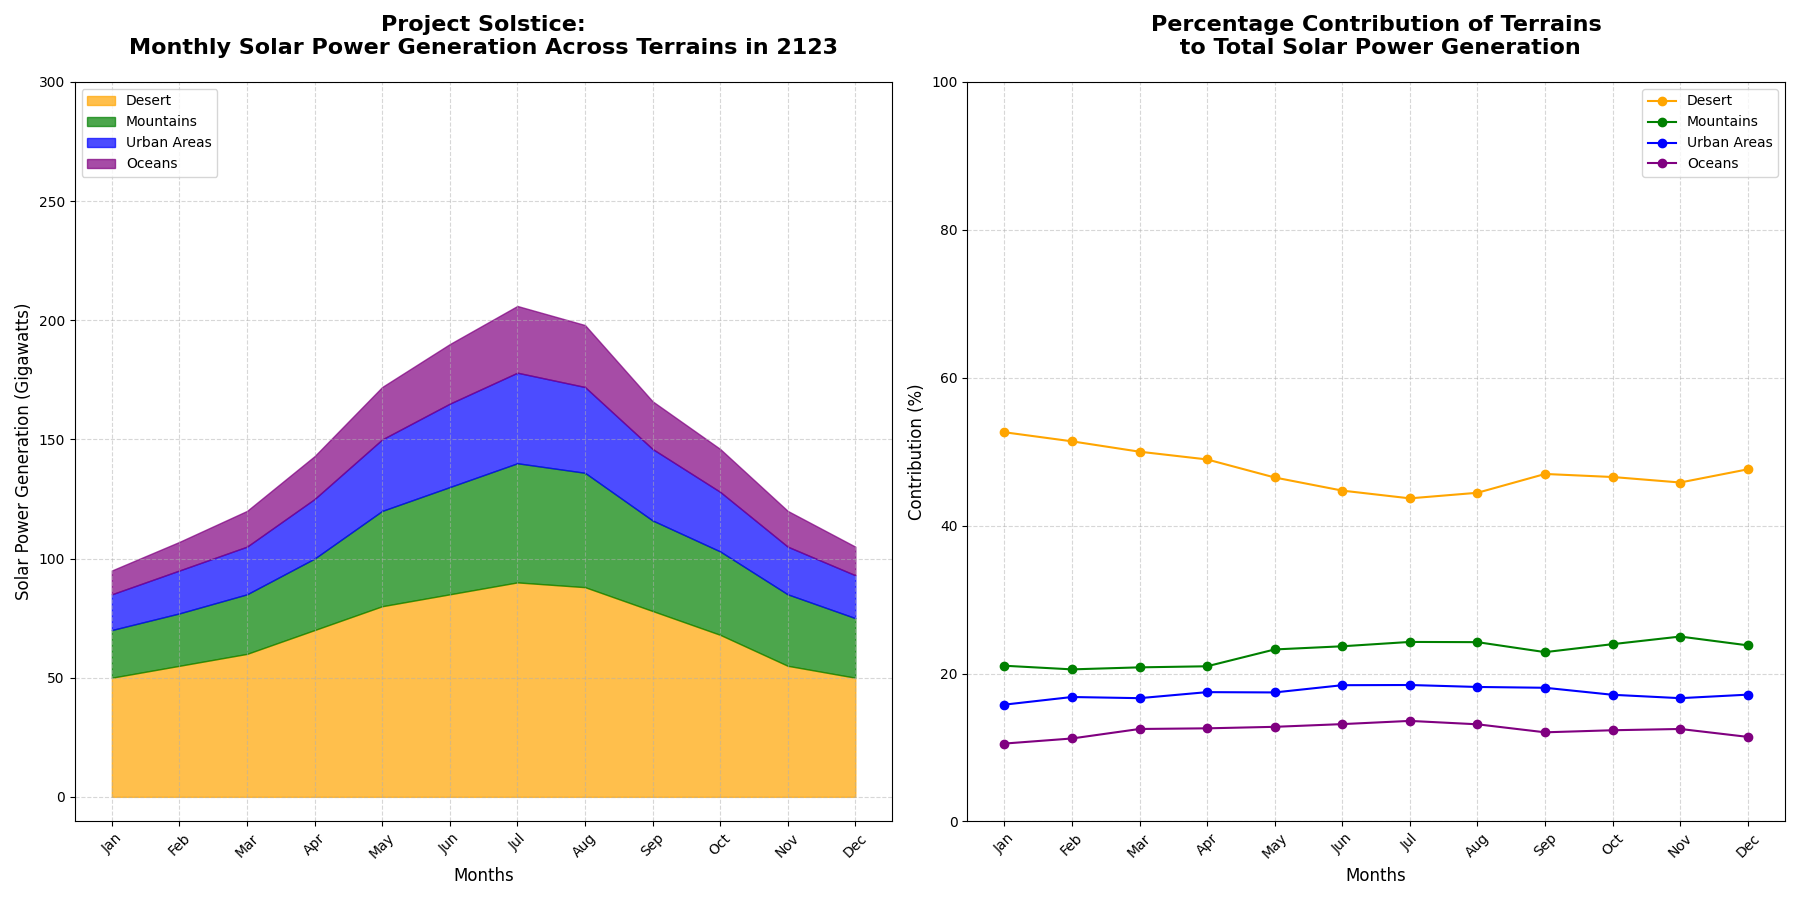 Project Solstice:
Monthly Solar Power Generation Across Terrains in 2123
Solar Power Generation (Gigawatts)
300
250
200
150
100
50
0
Desert
Mountains
Urban Areas
Oceans
Jan
Feb
Mar
Apr
May
Jun
Jul
Aug
Sep
Oct
Nov
Dec
Months
Percentage Contribution of Terrains
to Total Solar Power Generation
Contribution (%)
100
80
60
40
20
0
Desert
Mountains
Urban Areas
Oceans
Jan
Feb
Mar
Apr
May
Jun
Jul
Aug
Sep
Oct
Nov
Dec
Months